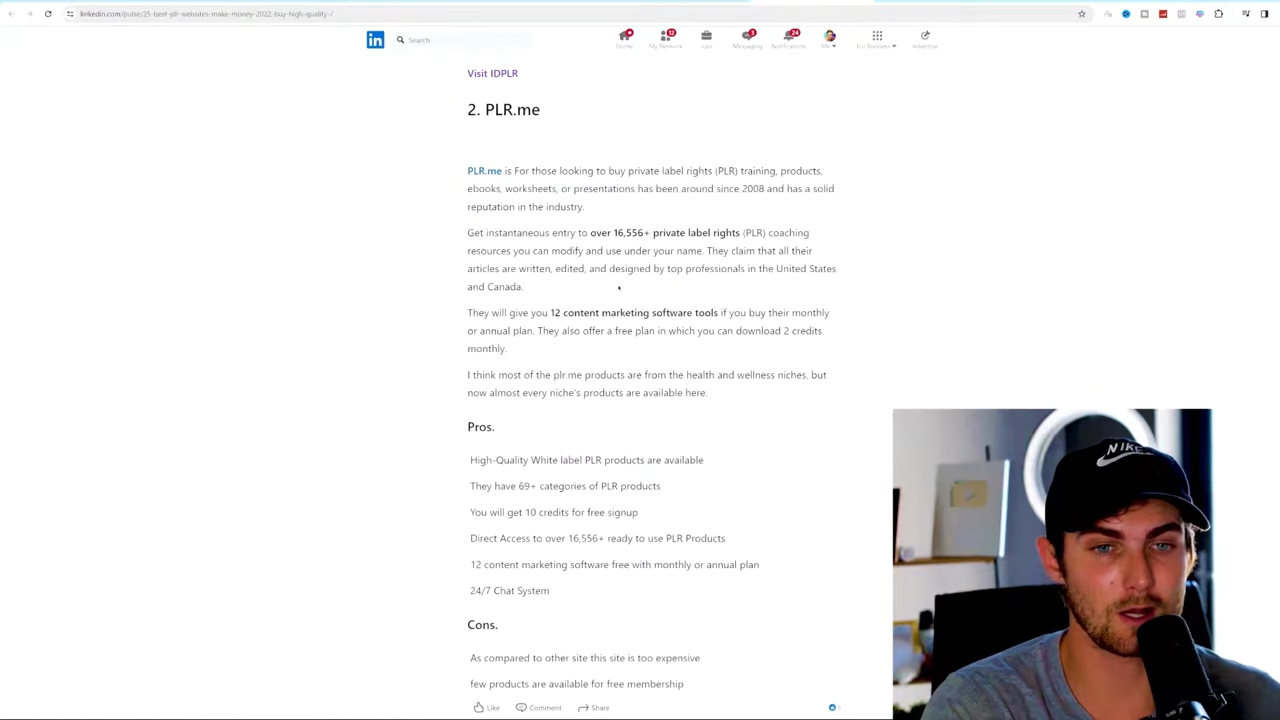 linkedin.com/pulse/25-best-plr-websites-make-money-2022-buy-high-quality-/
in
Search
Home
My Network
Jobs
Messaging
Notifications
Me
For Business
Advertise
12
3
24
Visit IDPLR
2. PLR.me
PLR.me is For those looking to buy private label rights (PLR) training, products,
ebooks, worksheets, or presentations has been around since 2008 and has a solid
reputation in the industry.
Get instantaneous entry to over 16,556+ private label rights (PLR) coaching
resources you can modify and use under your name. They claim that all their
articles are written, edited, and designed by top professionals in the United States
and Canada.
They will give you 12 content marketing software tools if you buy their monthly
or annual plan. They also offer a free plan in which you can download 2 credits
monthly.
I think most of the plr.me products are from the health and wellness niches, but
now almost every niche's products are available here.
Pros.
High-Quality White label PLR products are available
They have 69+ categories of PLR products
You will get 10 credits for free signup
Direct Access to over 16,556+ ready to use PLR Products
12 content marketing software free with monthly or annual plan
24/7 Chat System
Cons.
As compared to other site this site is too expensive
few products are available for free membership
Like
Comment
Share
NIKE